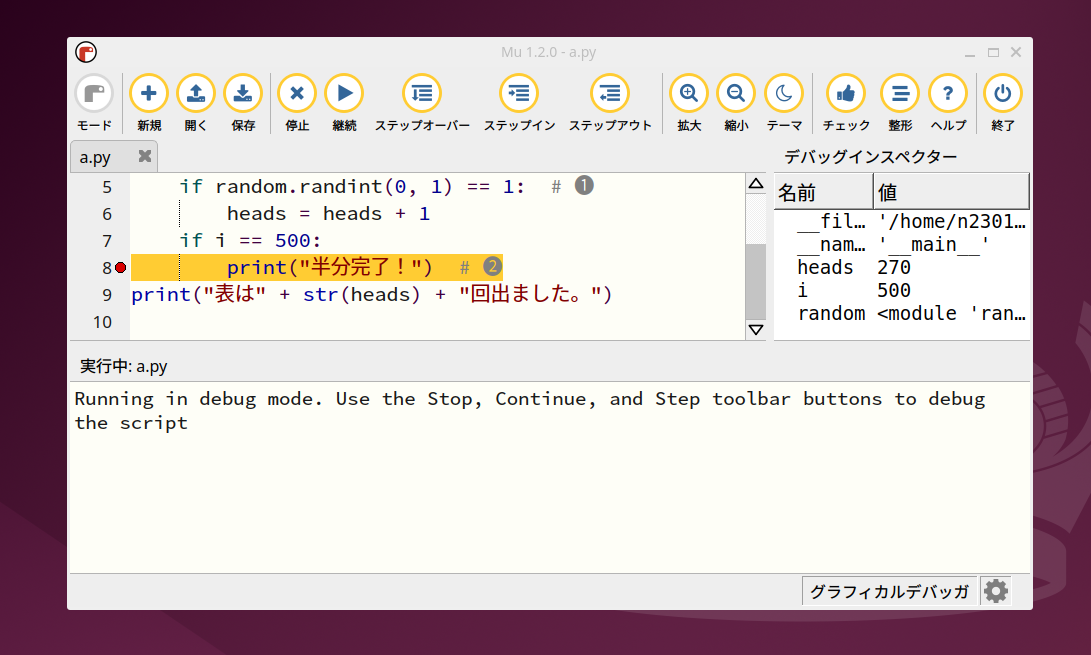 Mu 1.2.0 - a.py
モード 新規 開く 保存 停止 継続 ステップオーバー ステップイン ステップアウト 拡大 縮小 テーマ チェック 整形 ヘルプ 終了
a.py
デバッグインスペクター
5 if random.randint(0, 1) == 1: # ①
6 heads = heads + 1
7 if i == 500:
8 print("半分完了！") # ②
9 print("表は" + str(heads) + "回出ました。")
10
名前 値
__fil… '/home/n2301…
__nam… '__main__'
heads 270
i 500
random <module 'ran…
実行中: a.py
Running in debug mode. Use the Stop, Continue, and Step toolbar buttons to debug
the script
グラフィカルデバッガ